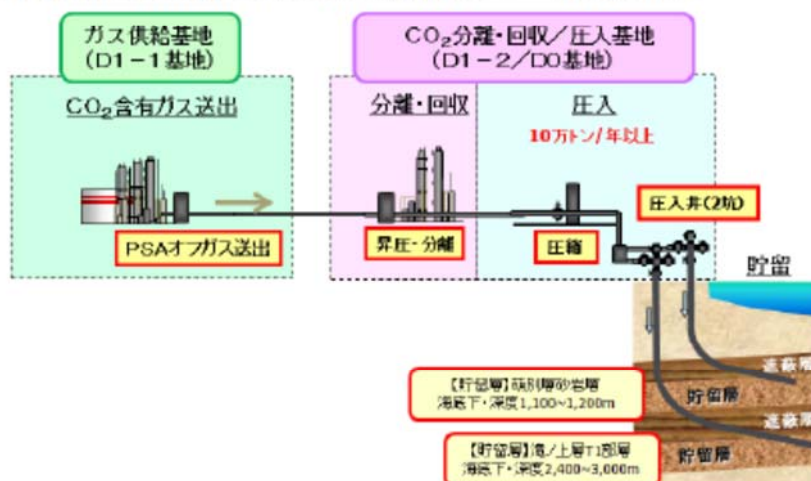 ガス供給基地
(D1-1基地)
CO₂分離・回収/圧入基地
(D1-2/D0基地)
CO₂含有ガス送出
分離・回収
圧入
10万トン/年以上
圧入井(2坑)
PSAオフガス送出
昇圧・分離
圧縮
貯留
遮蔽層
【貯留層】萌別層砂岩層
海底下・深度1,100~1,200m
貯留層
遮蔽層
【貯留層】滝ノ上層T1部層
海底下・深度2,400~3,000m
貯留層